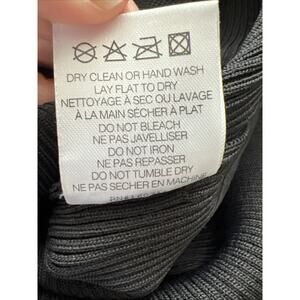 DRY CLEAN OR HAND WASH
LAY FLAT TO DRY
NETTOYAGE À SEC OU LAVAGE
À LA MAIN SÉCHER À PLAT
DO NOT BLEACH
NE PAS JAVELLISER
DO NOT IRON
NE PAS REPASSER
DO NOT TUMBLE DRY
NE PAS SÉCHER EN MACHINE